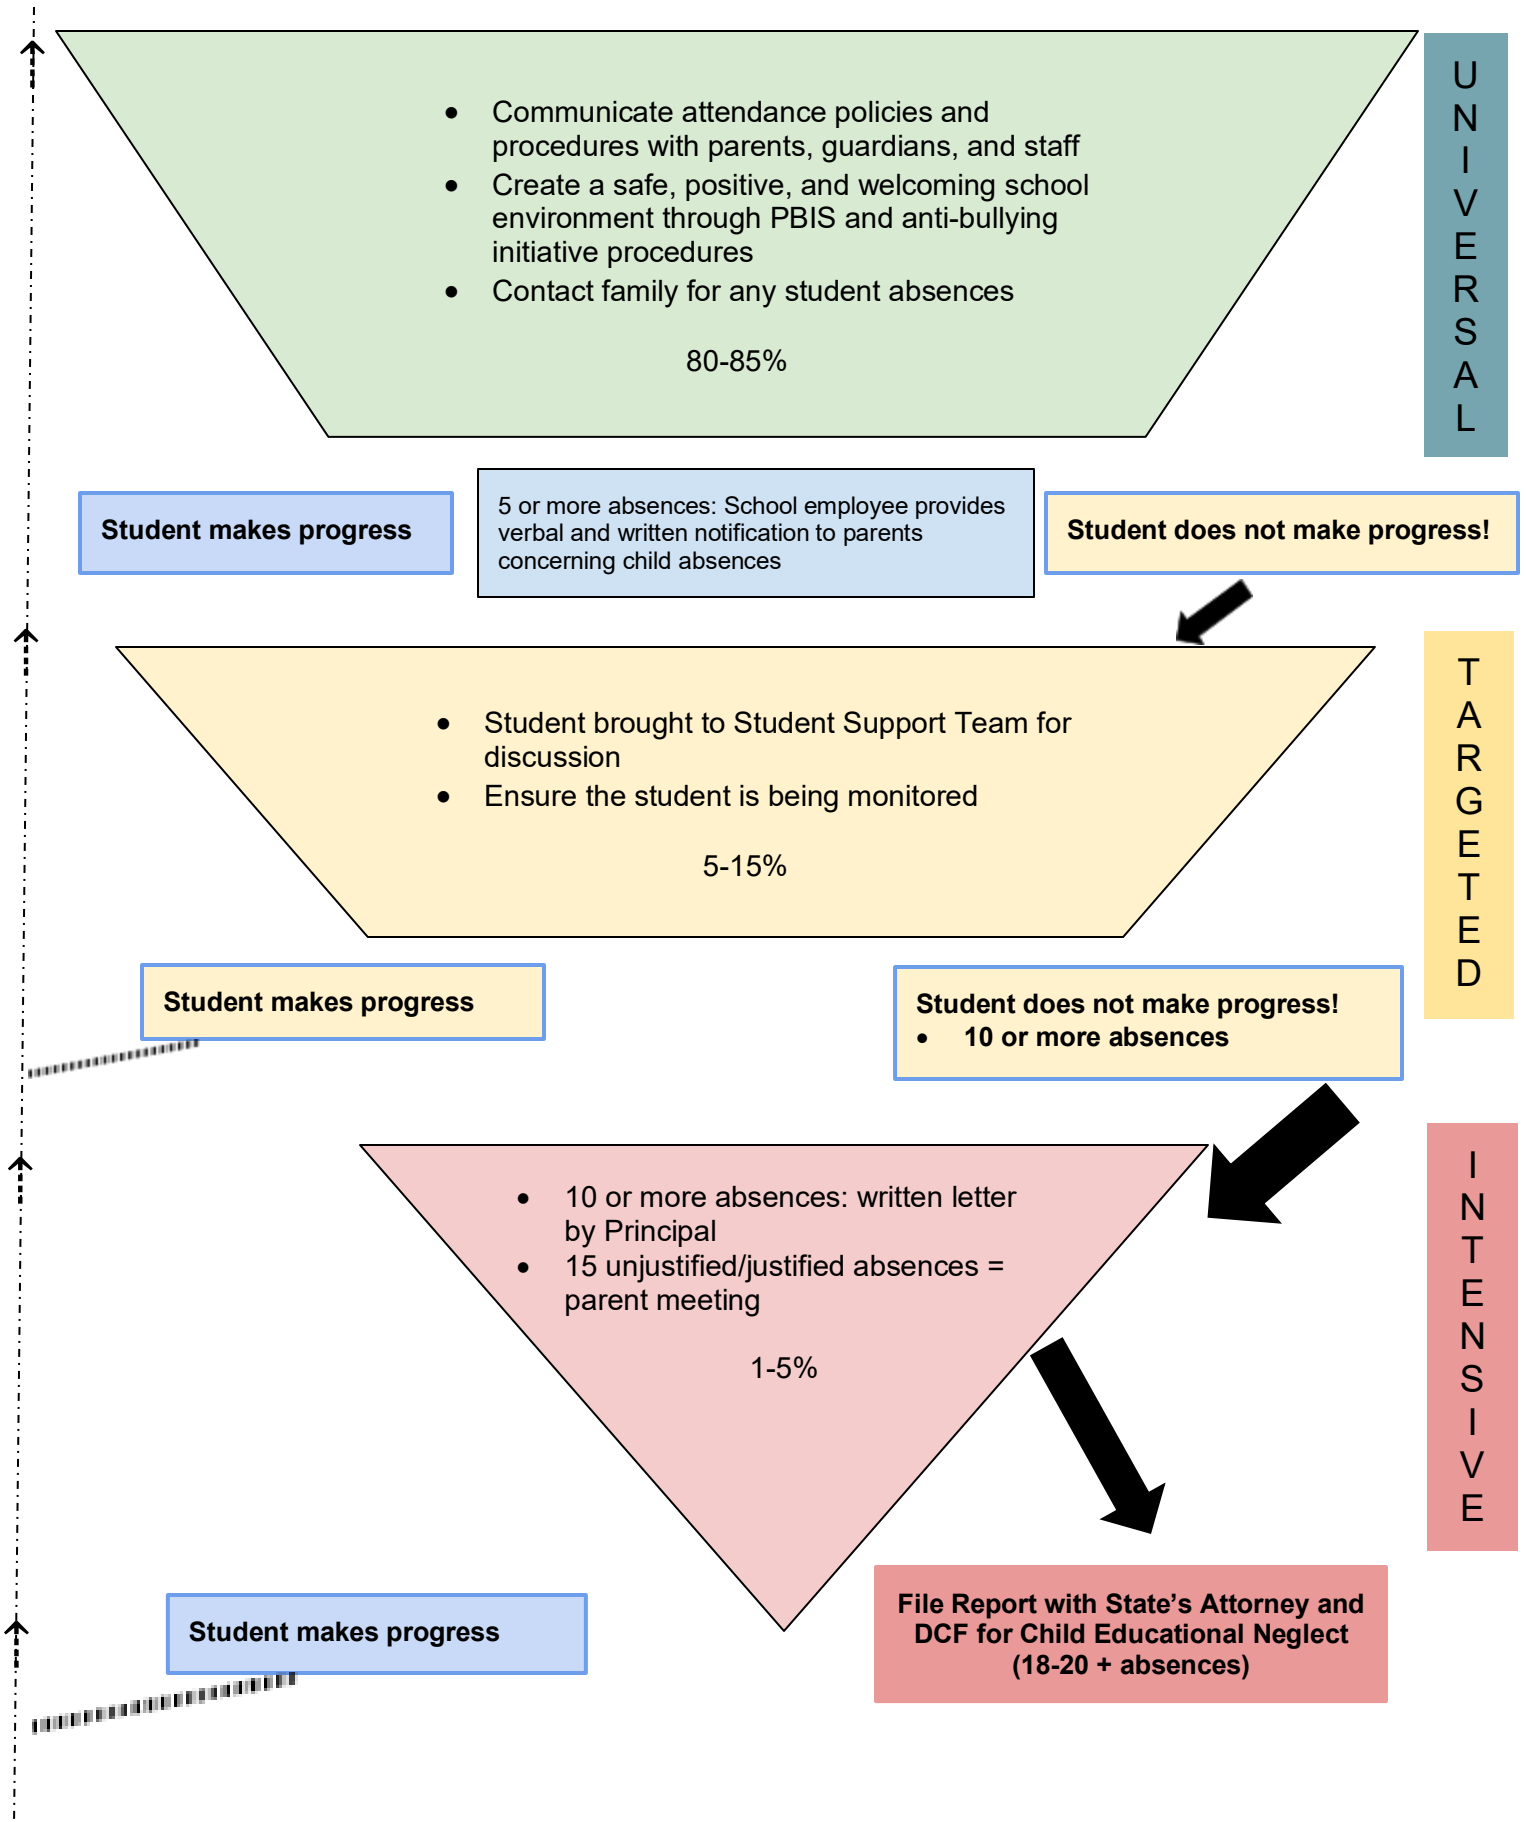 • Communicate attendance policies and
procedures with parents, guardians, and staff
• Create a safe, positive, and welcoming school
environment through PBIS and anti-bullying
initiative procedures
• Contact family for any student absences
80-85%
UNIVERSAL
Student makes progress
5 or more absences: School employee provides
verbal and written notification to parents
concerning child absences
Student does not make progress!
• Student brought to Student Support Team for
discussion
• Ensure the student is being monitored
5-15%
TARGETED
Student makes progress
Student does not make progress!
• 10 or more absences
• 10 or more absences: written letter
by Principal
• 15 unjustified/justified absences =
parent meeting
1-5%
INTENSIVE
Student makes progress
File Report with State’s Attorney and
DCF for Child Educational Neglect
(18-20 + absences)